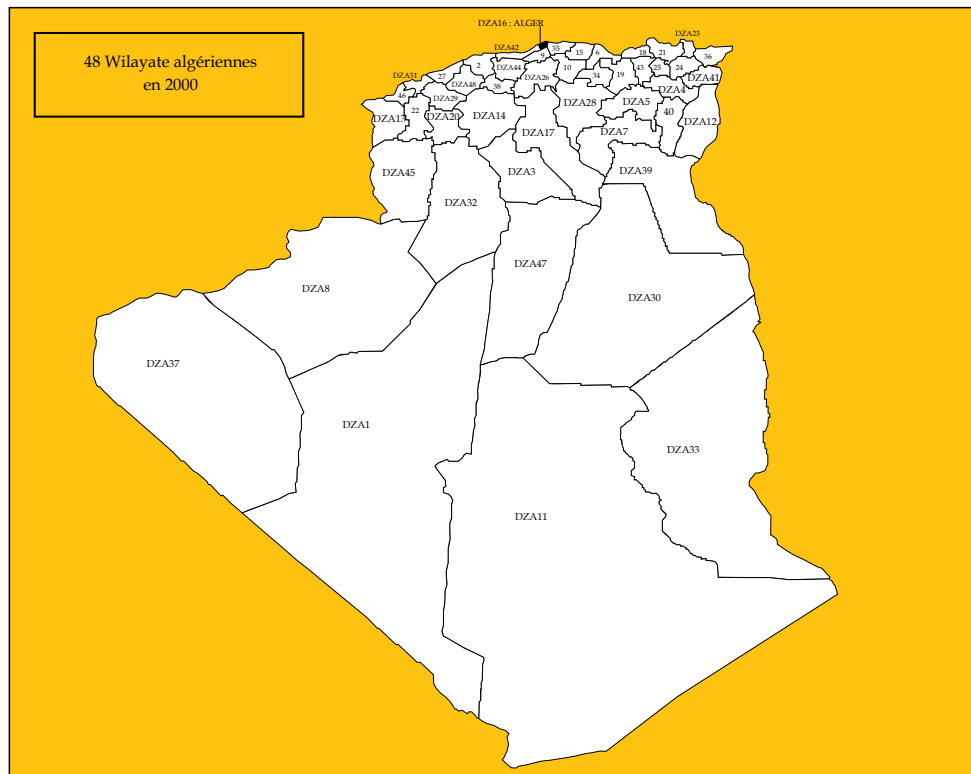 DZA16 : ALGER
DZA23
48 Wilayate algériennes
en 2000
DZA42
9
35
15
6
18
21
36
DZA31
27
2
DZA44
DZA26
10
34
19
43
25
24
DZA41
46
DZA29
DZA48
38
DZA4
22
DZA28
DZA5
DZA13
DZA20
DZA14
DZA17
DZA7
40
DZA12
DZA45
DZA3
DZA39
DZA32
DZA47
DZA8
DZA30
DZA37
DZA1
DZA33
DZA11